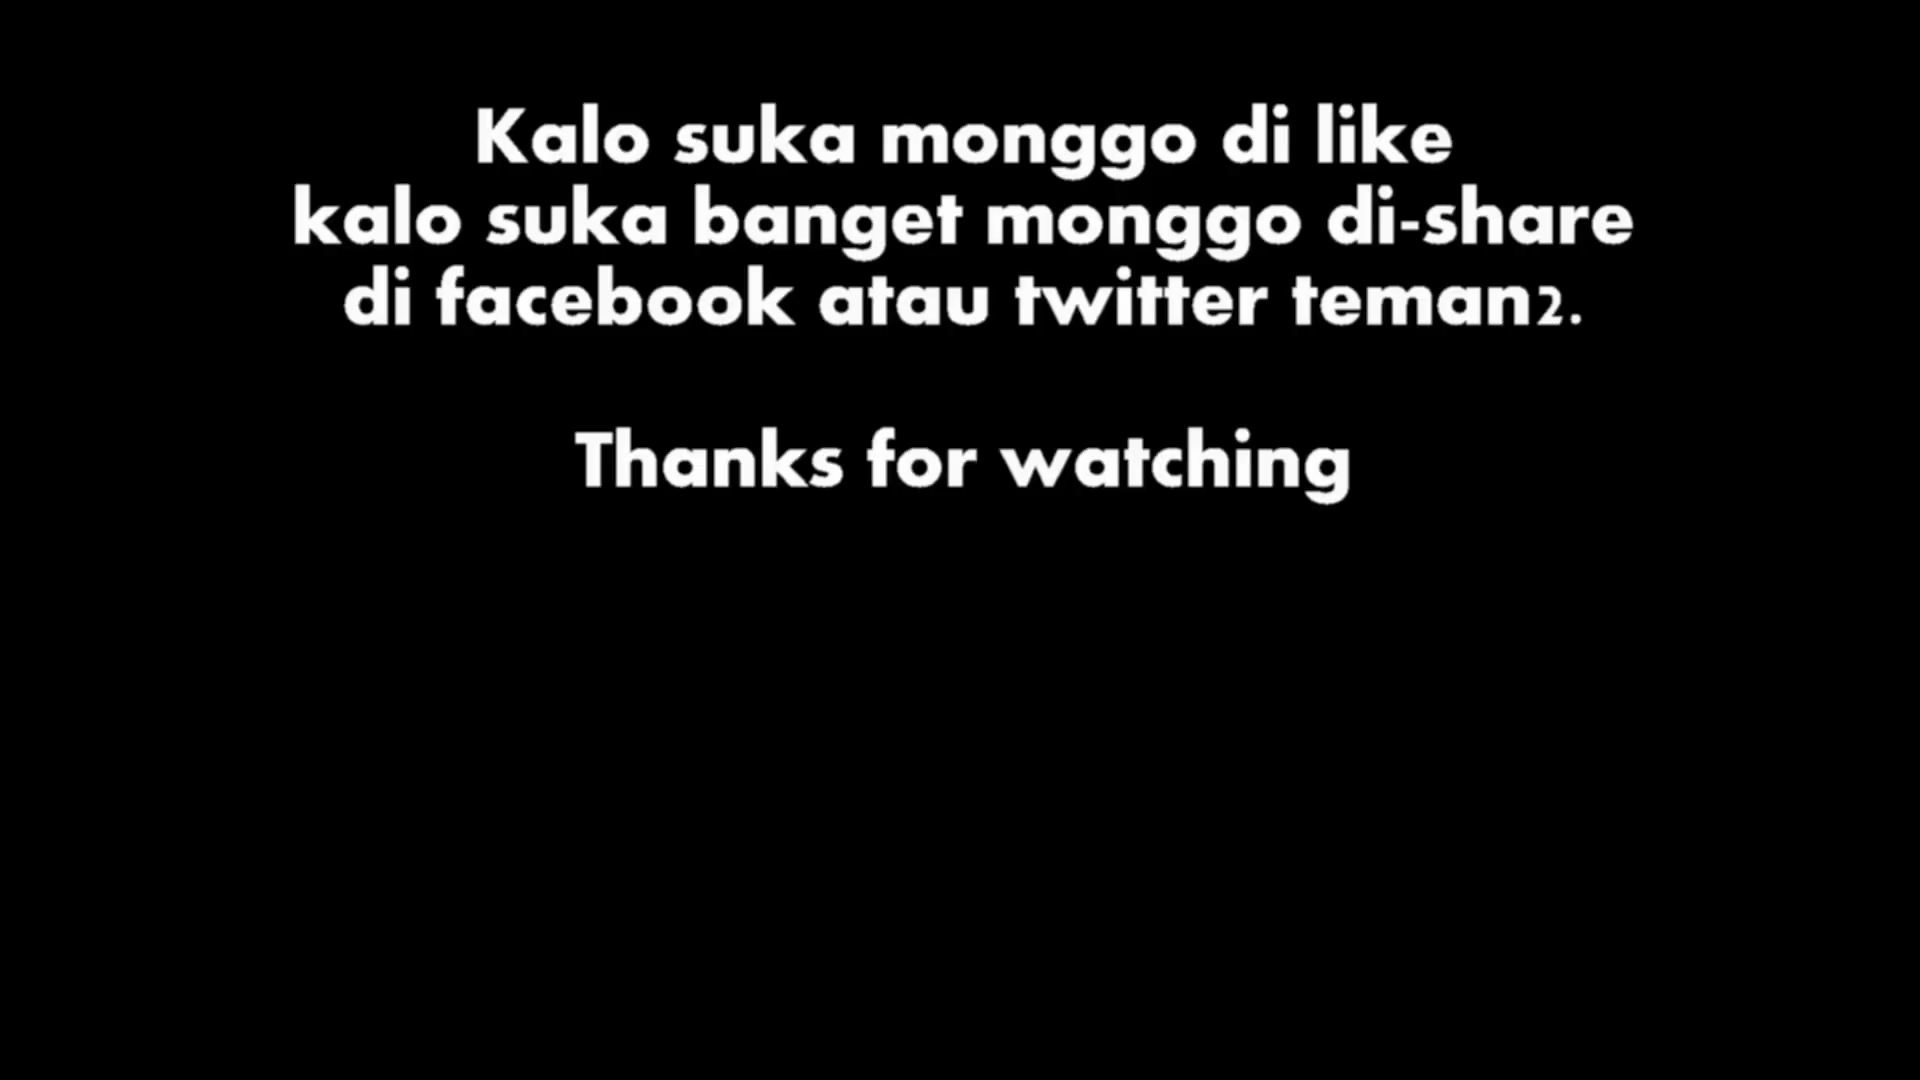 Kalo suka monggo di like
kalo suka banget monggo di-share
di facebook atau twitter teman2.
Thanks for watching